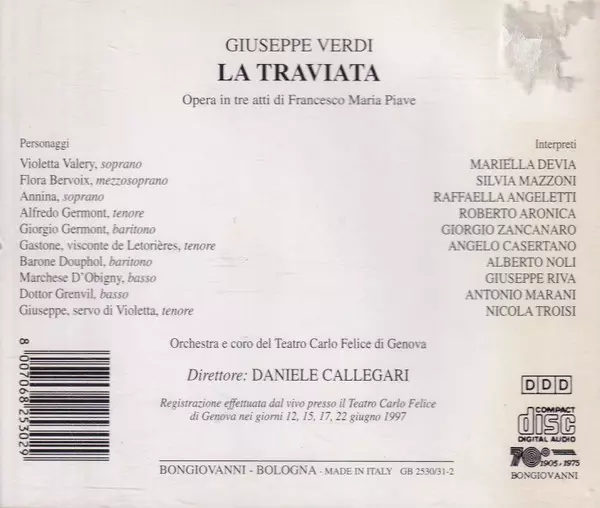 GIUSEPPE VERDI
LA TRAVIATA
Opera in tre atti di Francesco Maria Piave
Personaggi Interpreti
Violetta Valery, soprano MARIELLA DEVIA
Flora Bervoix, mezzosoprano SILVIA MAZZONI
Annina, soprano RAFFAELLA ANGELETTI
Alfredo Germont, tenore ROBERTO ARONICA
Giorgio Germont, baritono GIORGIO ZANCANARO
Gastone, visconte de Letorières, tenore ANGELO CASERTANO
Barone Douphol, baritono ALBERTO NOLI
Marchese D'Obigny, basso GIUSEPPE RIVA
Dottor Grenvil, basso ANTONIO MARANI
Giuseppe, servo di Violetta, tenore NICOLA TROISI
Orchestra e coro del Teatro Carlo Felice di Genova
Direttore: DANIELE CALLEGARI
Registrazione effettuata dal vivo presso il Teatro Carlo Felice
di Genova nei giorni 12, 15, 17, 22 giugno 1997
8 007068 253029
DDD
COMPACT
disc
DIGITAL AUDIO
70° 1905-1975
BONGIOVANNI
BONGIOVANNI - BOLOGNA - MADE IN ITALY GB 2530/31-2